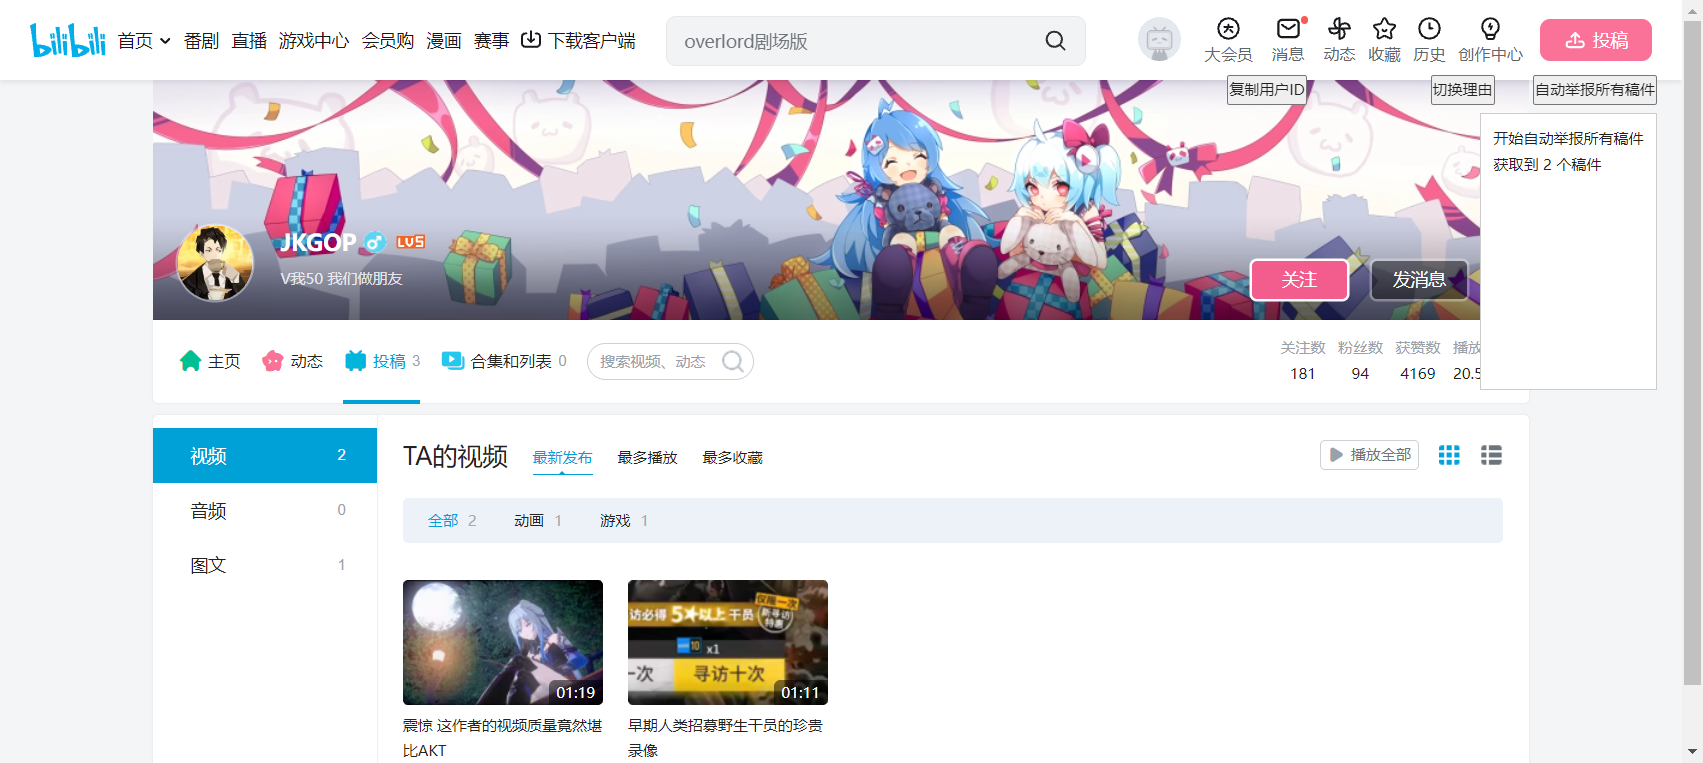 bilibili 首页 番剧 直播 游戏中心 会员购 漫画 赛事 下载客户端 overlord剧场版 大会员 消息 动态 收藏 历史 创作中心 投稿
复制用户ID 切换理由 自动举报所有稿件
开始自动举报所有稿件
获取到 2 个稿件
JKGOP LV5
V我50 我们做朋友
关注 发消息
主页 动态 投稿 3 合集和列表 0 搜索视频、动态
关注数 粉丝数 获赞数 播放
181 94 4169 20.5
视频 2
音频 0
图文 1
TA的视频 最新发布 最多播放 最多收藏 播放全部
全部 2 动画 1 游戏 1
01:19
震惊 这作者的视频质量竟然堪
比AKT
仅限一次
访必得 5★以上干员
新寻访
特惠
10 x1
一次 寻访十次
01:11
早期人类招募野生干员的珍贵
录像